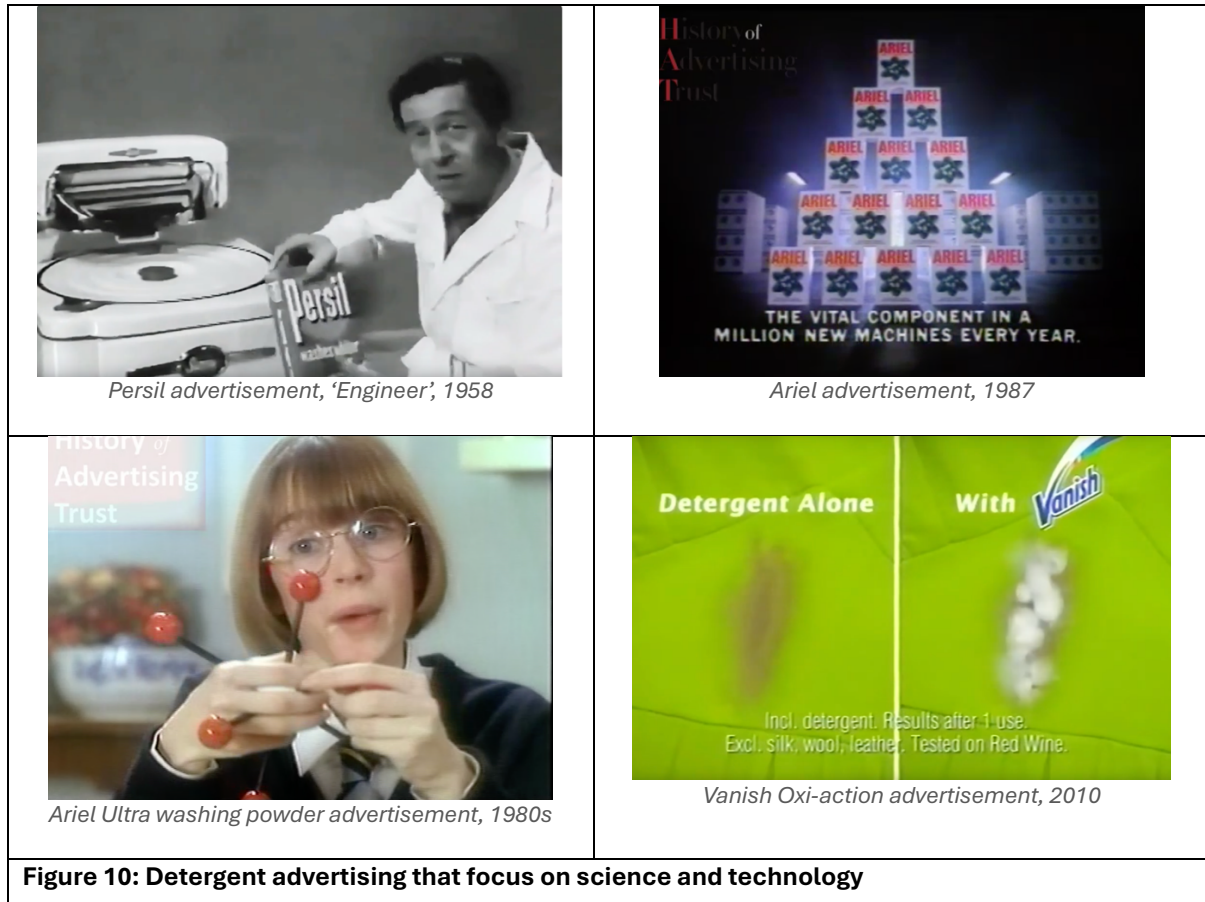 Persil
washes whiter
Persil advertisement, ‘Engineer’, 1958
History of
Advertising
Trust
ARIEL
ARIEL ARIEL
ARIEL ARIEL ARIEL
ARIEL ARIEL ARIEL ARIEL
ARIEL ARIEL ARIEL ARIEL ARIEL
THE VITAL COMPONENT IN A
MILLION NEW MACHINES EVERY YEAR.
Ariel advertisement, 1987
History of
Advertising
Trust
Ariel Ultra washing powder advertisement, 1980s
Detergent Alone
With Vanish
Incl. detergent. Results after 1 use.
Excl. silk, wool, leather. Tested on Red Wine.
Vanish Oxi-action advertisement, 2010
Figure 10: Detergent advertising that focus on science and technology